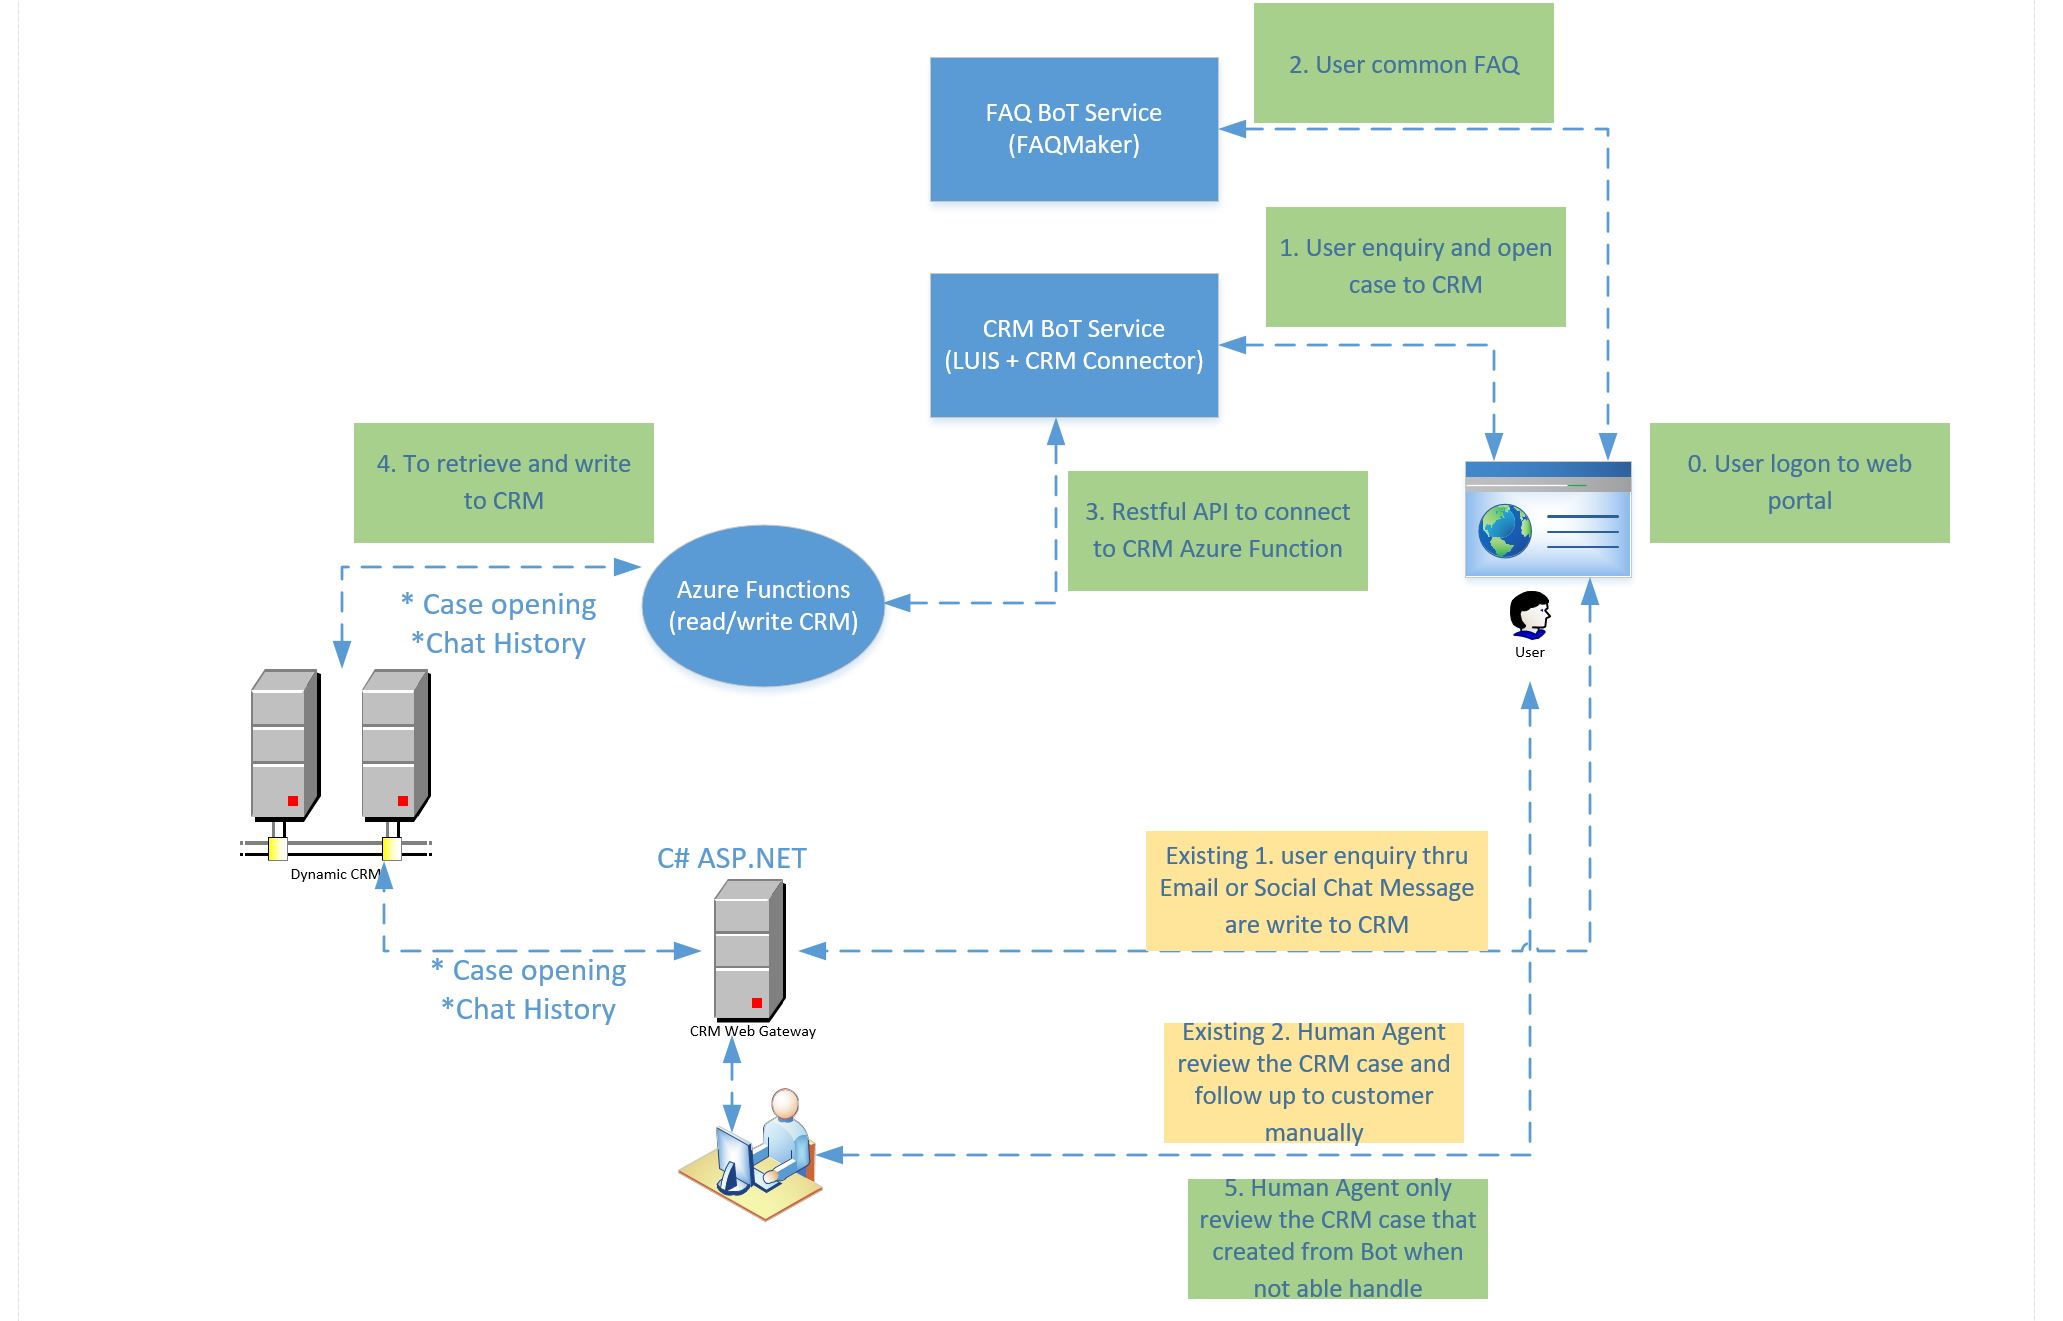 2. User common FAQ
FAQ BoT Service
(FAQMaker)
1. User enquiry and open
case to CRM
CRM BoT Service
(LUIS + CRM Connector)
4. To retrieve and write
to CRM
0. User logon to web
portal
3. Restful API to connect
to CRM Azure Function
Azure Functions
(read/write CRM)
* Case opening
*Chat History
User
Dynamic CRM
C# ASP.NET
Existing 1. user enquiry thru
Email or Social Chat Message
are write to CRM
* Case opening
*Chat History
CRM Web Gateway
Existing 2. Human Agent
review the CRM case and
follow up to customer
manually
5. Human Agent only
review the CRM case that
created from Bot when
not able handle